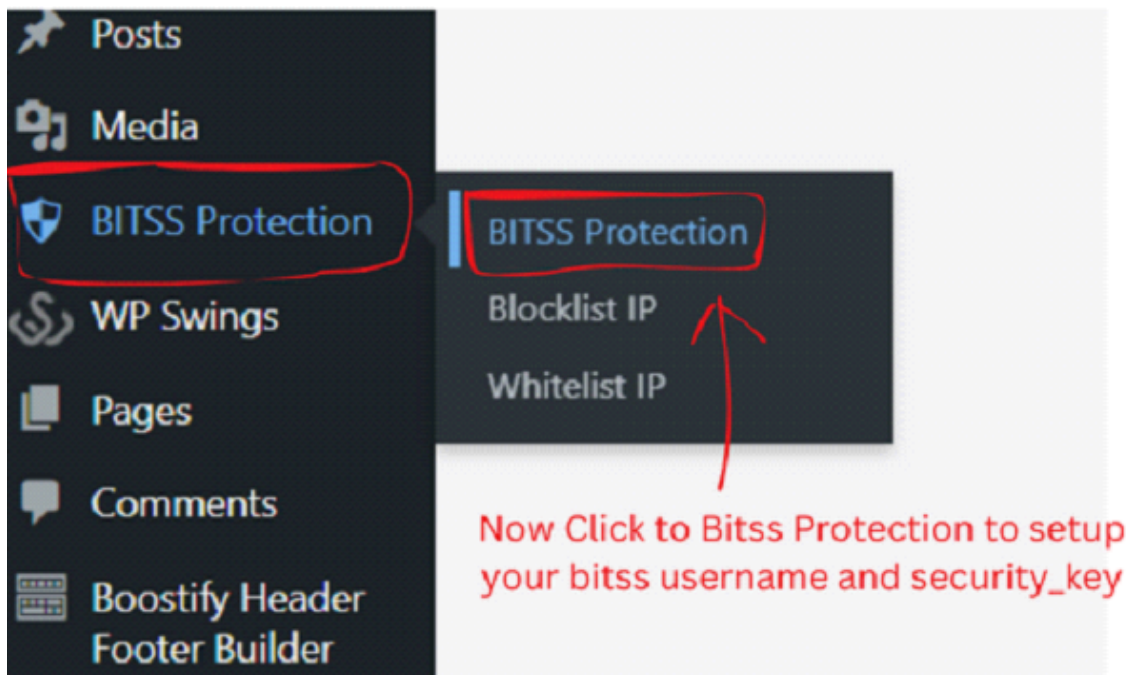 Posts
Media
BITSS Protection
WP Swings
Pages
Comments
Boostify Header
Footer Builder
BITSS Protection
Blocklist IP
Whitelist IP
Now Click to Bitss Protection to setup
your bitss username and security_key